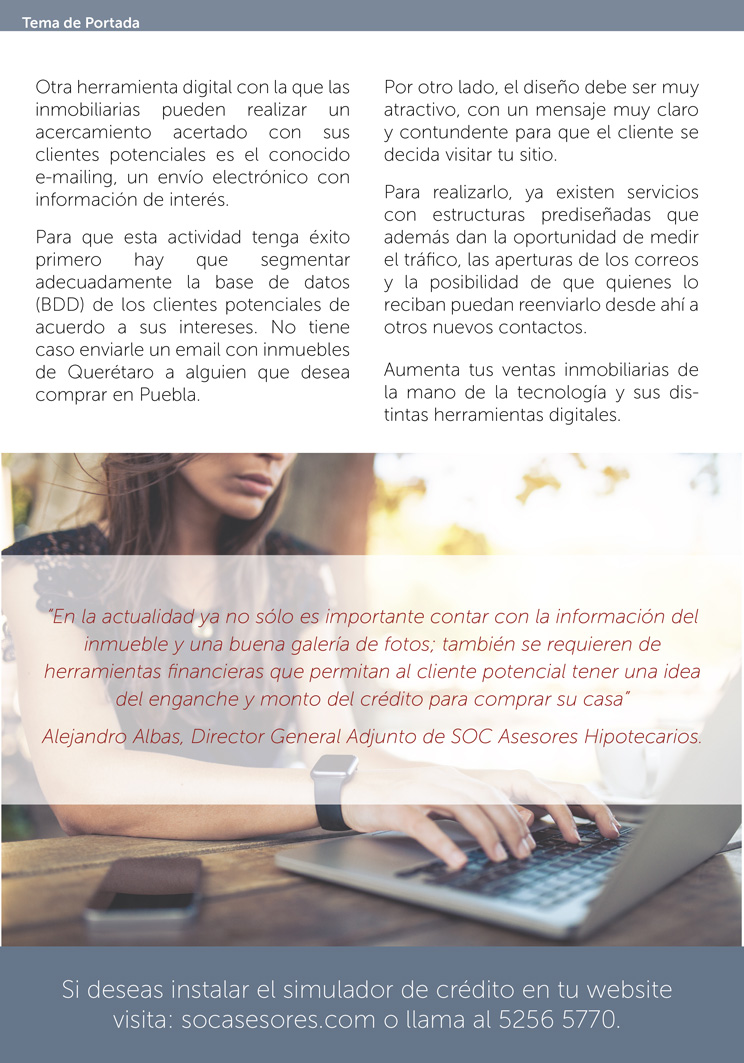 Tema de Portada
Otra herramienta digital con la que las
inmobiliarias pueden realizar un
acercamiento acertado con sus
clientes potenciales es el conocido
e-mailing, un envío electrónico con
información de interés.
Para que esta actividad tenga éxito
primero hay que segmentar
adecuadamente la base de datos
(BDD) de los clientes potenciales de
acuerdo a sus intereses. No tiene
caso enviarle un email con inmuebles
de Querétaro a alguien que desea
comprar en Puebla.
Por otro lado, el diseño debe ser muy
atractivo, con un mensaje muy claro
y contundente para que el cliente se
decida visitar tu sitio.
Para realizarlo, ya existen servicios
con estructuras prediseñadas que
además dan la oportunidad de medir
el tráfico, las aperturas de los correos
y la posibilidad de que quienes lo
reciban puedan reenviarlo desde ahí a
otros nuevos contactos.
Aumenta tus ventas inmobiliarias de
la mano de la tecnología y sus dis-
tintas herramientas digitales.
“En la actualidad ya no sólo es importante contar con la información del
inmueble y una buena galería de fotos; también se requieren de
herramientas financieras que permitan al cliente potencial tener una idea
del enganche y monto del crédito para comprar su casa”
Alejandro Albas, Director General Adjunto de SOC Asesores Hipotecarios.
Si deseas instalar el simulador de crédito en tu website
visita: socasesores.com o llama al 5256 5770.